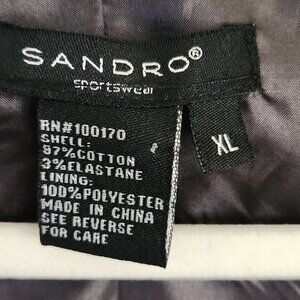 SANDRO®
sportswear
XL
RN#100170
SHELL:
97%COTTON
3%ELASTANE
LINING:
100%POLYESTER
MADE IN CHINA
SEE REVERSE
FOR CARE